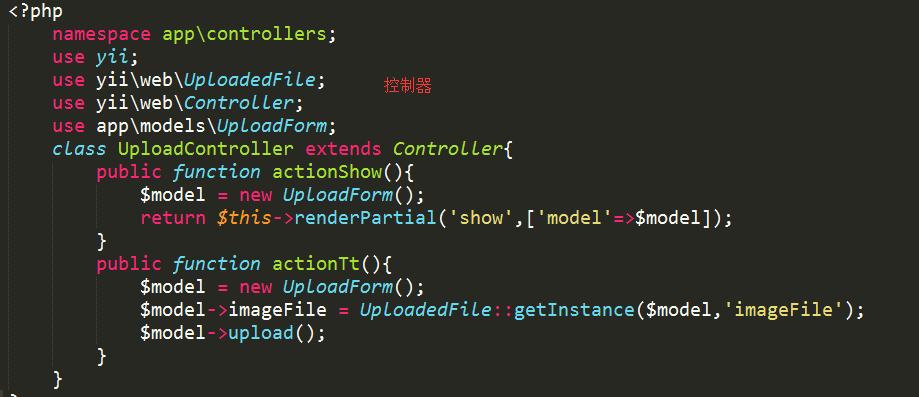 <?php
namespace app\controllers;
use yii;
use yii\web\UploadedFile;
控制器
use yii\web\Controller;
use app\models\UploadForm;
class UploadController extends Controller{
public function actionShow(){
$model = new UploadForm();
return $this->renderPartial('show',['model'=>$model]);
}
public function actionTt(){
$model = new UploadForm();
$model->imageFile = UploadedFile::getInstance($model,'imageFile');
$model->upload();
}
}